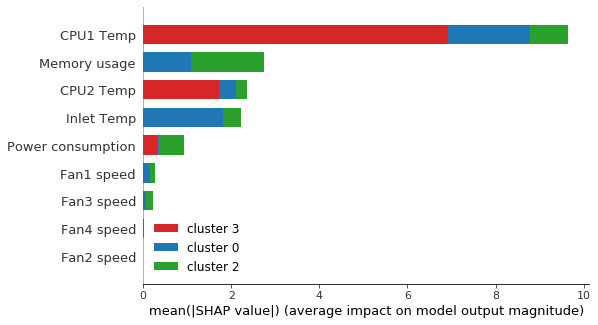 CPU1 Temp
Memory usage
CPU2 Temp
Inlet Temp
Power consumption
Fan1 speed
Fan3 speed
Fan4 speed
Fan2 speed
cluster 3
cluster 0
cluster 2
0 2 4 6 8 10
mean(|SHAP value|) (average impact on model output magnitude)